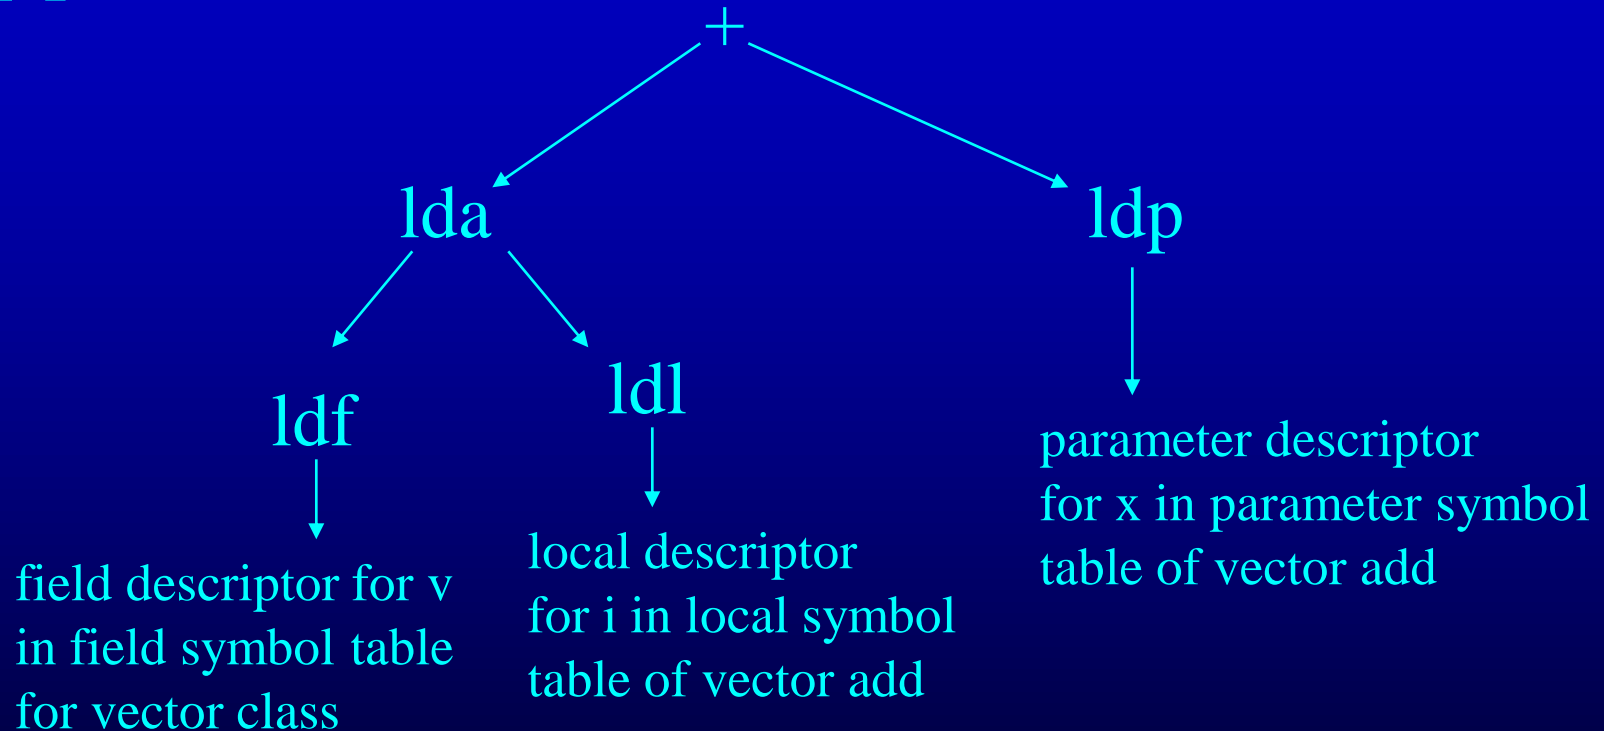 +
lda
ldp
ldf
ldl
field descriptor for v
in field symbol table
for vector class
local descriptor
for i in local symbol
table of vector add
parameter descriptor
for x in parameter symbol
table of vector add